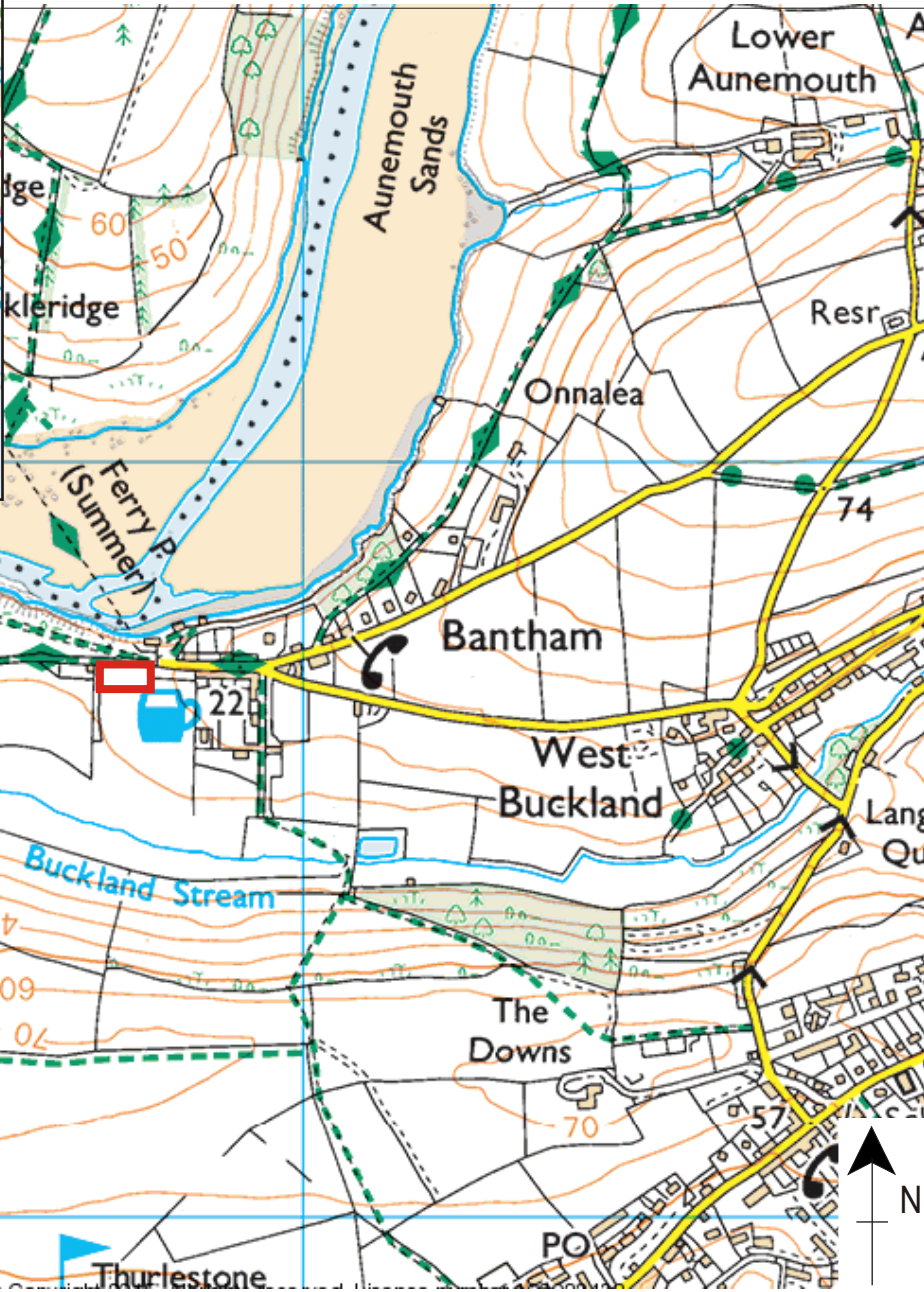 Lower
Aunemouth
Aunemouth
Sands
dge
60
50
kleridge
Resr
Onnalea
Ferry P
(Summer)
74
Bantham
22
West
Buckland
Lang
Qu
Buckland Stream
4
60
70
The
Downs
70
57
N
PO
Thurlestone